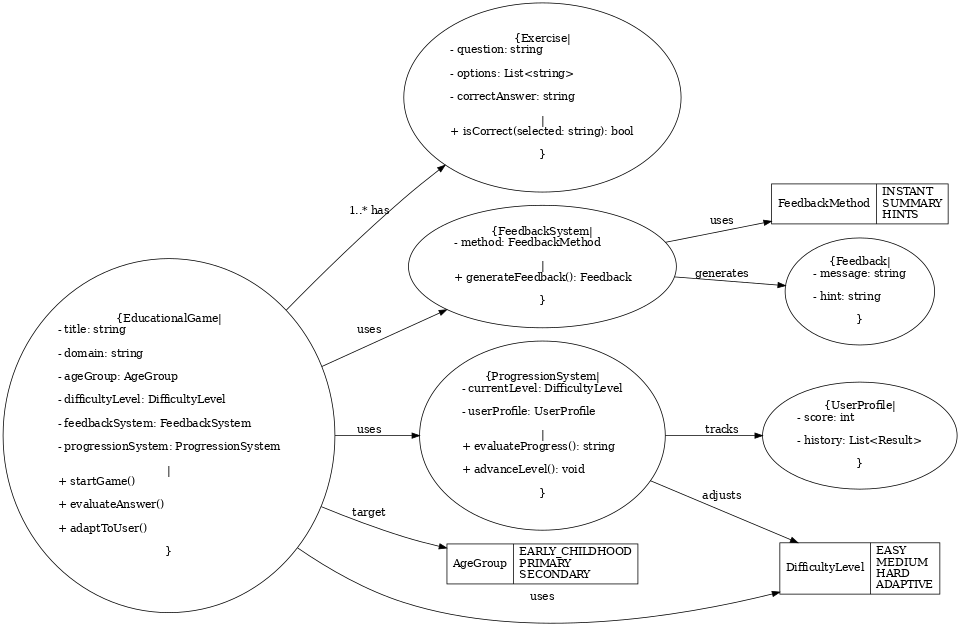 {Exercise|
- question: string
- options: List<string>
- correctAnswer: string
|
+ isCorrect(selected: string): bool
}
1..* has
{FeedbackSystem|
- method: FeedbackMethod
|
+ generateFeedback(): Feedback
}
uses
FeedbackMethod
INSTANT
SUMMARY
HINTS
generates
{Feedback|
- message: string
- hint: string
}
{EducationalGame|
- title: string
- domain: string
- ageGroup: AgeGroup
- difficultyLevel: DifficultyLevel
- feedbackSystem: FeedbackSystem
- progressionSystem: ProgressionSystem
|
+ startGame()
+ evaluateAnswer()
+ adaptToUser()
}
uses
uses
{ProgressionSystem|
- currentLevel: DifficultyLevel
- userProfile: UserProfile
|
+ evaluateProgress(): string
+ advanceLevel(): void
}
tracks
{UserProfile|
- score: int
- history: List<Result>
}
adjusts
target
AgeGroup
EARLY_CHILDHOOD
PRIMARY
SECONDARY
DifficultyLevel
EASY
MEDIUM
HARD
ADAPTIVE
uses